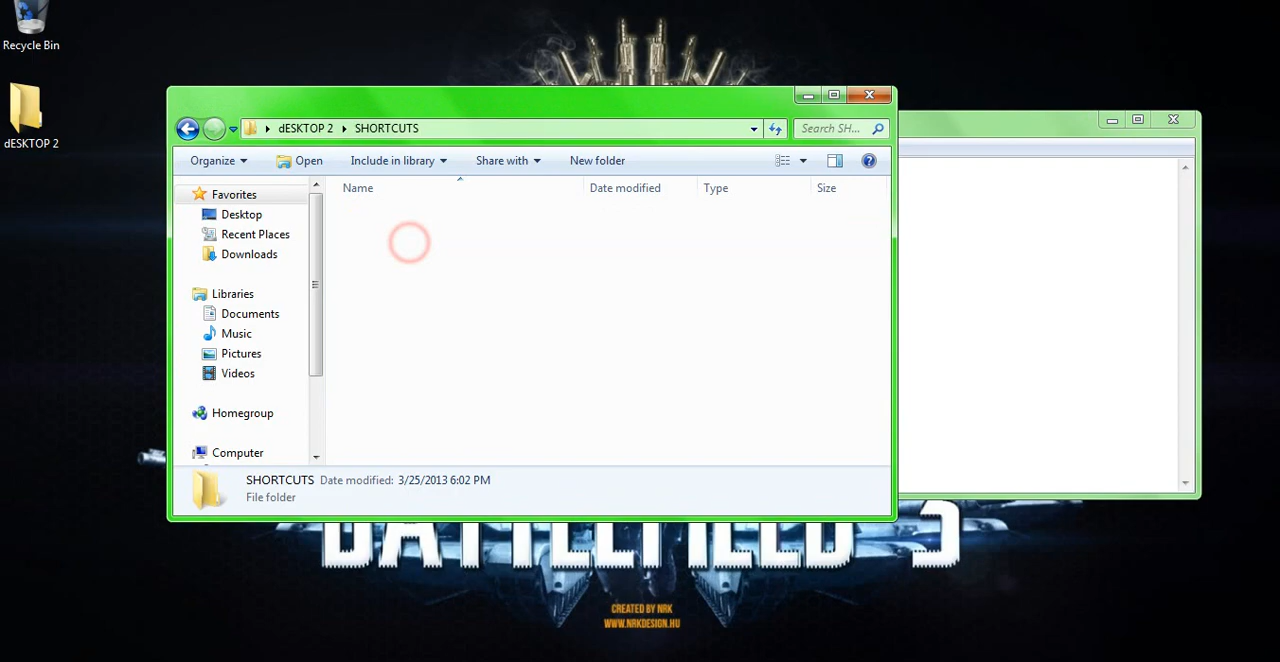 Recycle Bin
dESKTOP 2
dESKTOP 2 SHORTCUTS
Search SH...
Organize Open Include in library Share with New folder
Name Date modified Type Size
Favorites
Desktop
Recent Places
Downloads
Libraries
Documents
Music
Pictures
Videos
Homegroup
Computer
SHORTCUTS Date modified: 3/25/2013 6:02 PM
File folder
BATTLEFIELD 3
CREATED BY NRK
WWW.NRKDESIGN.HU